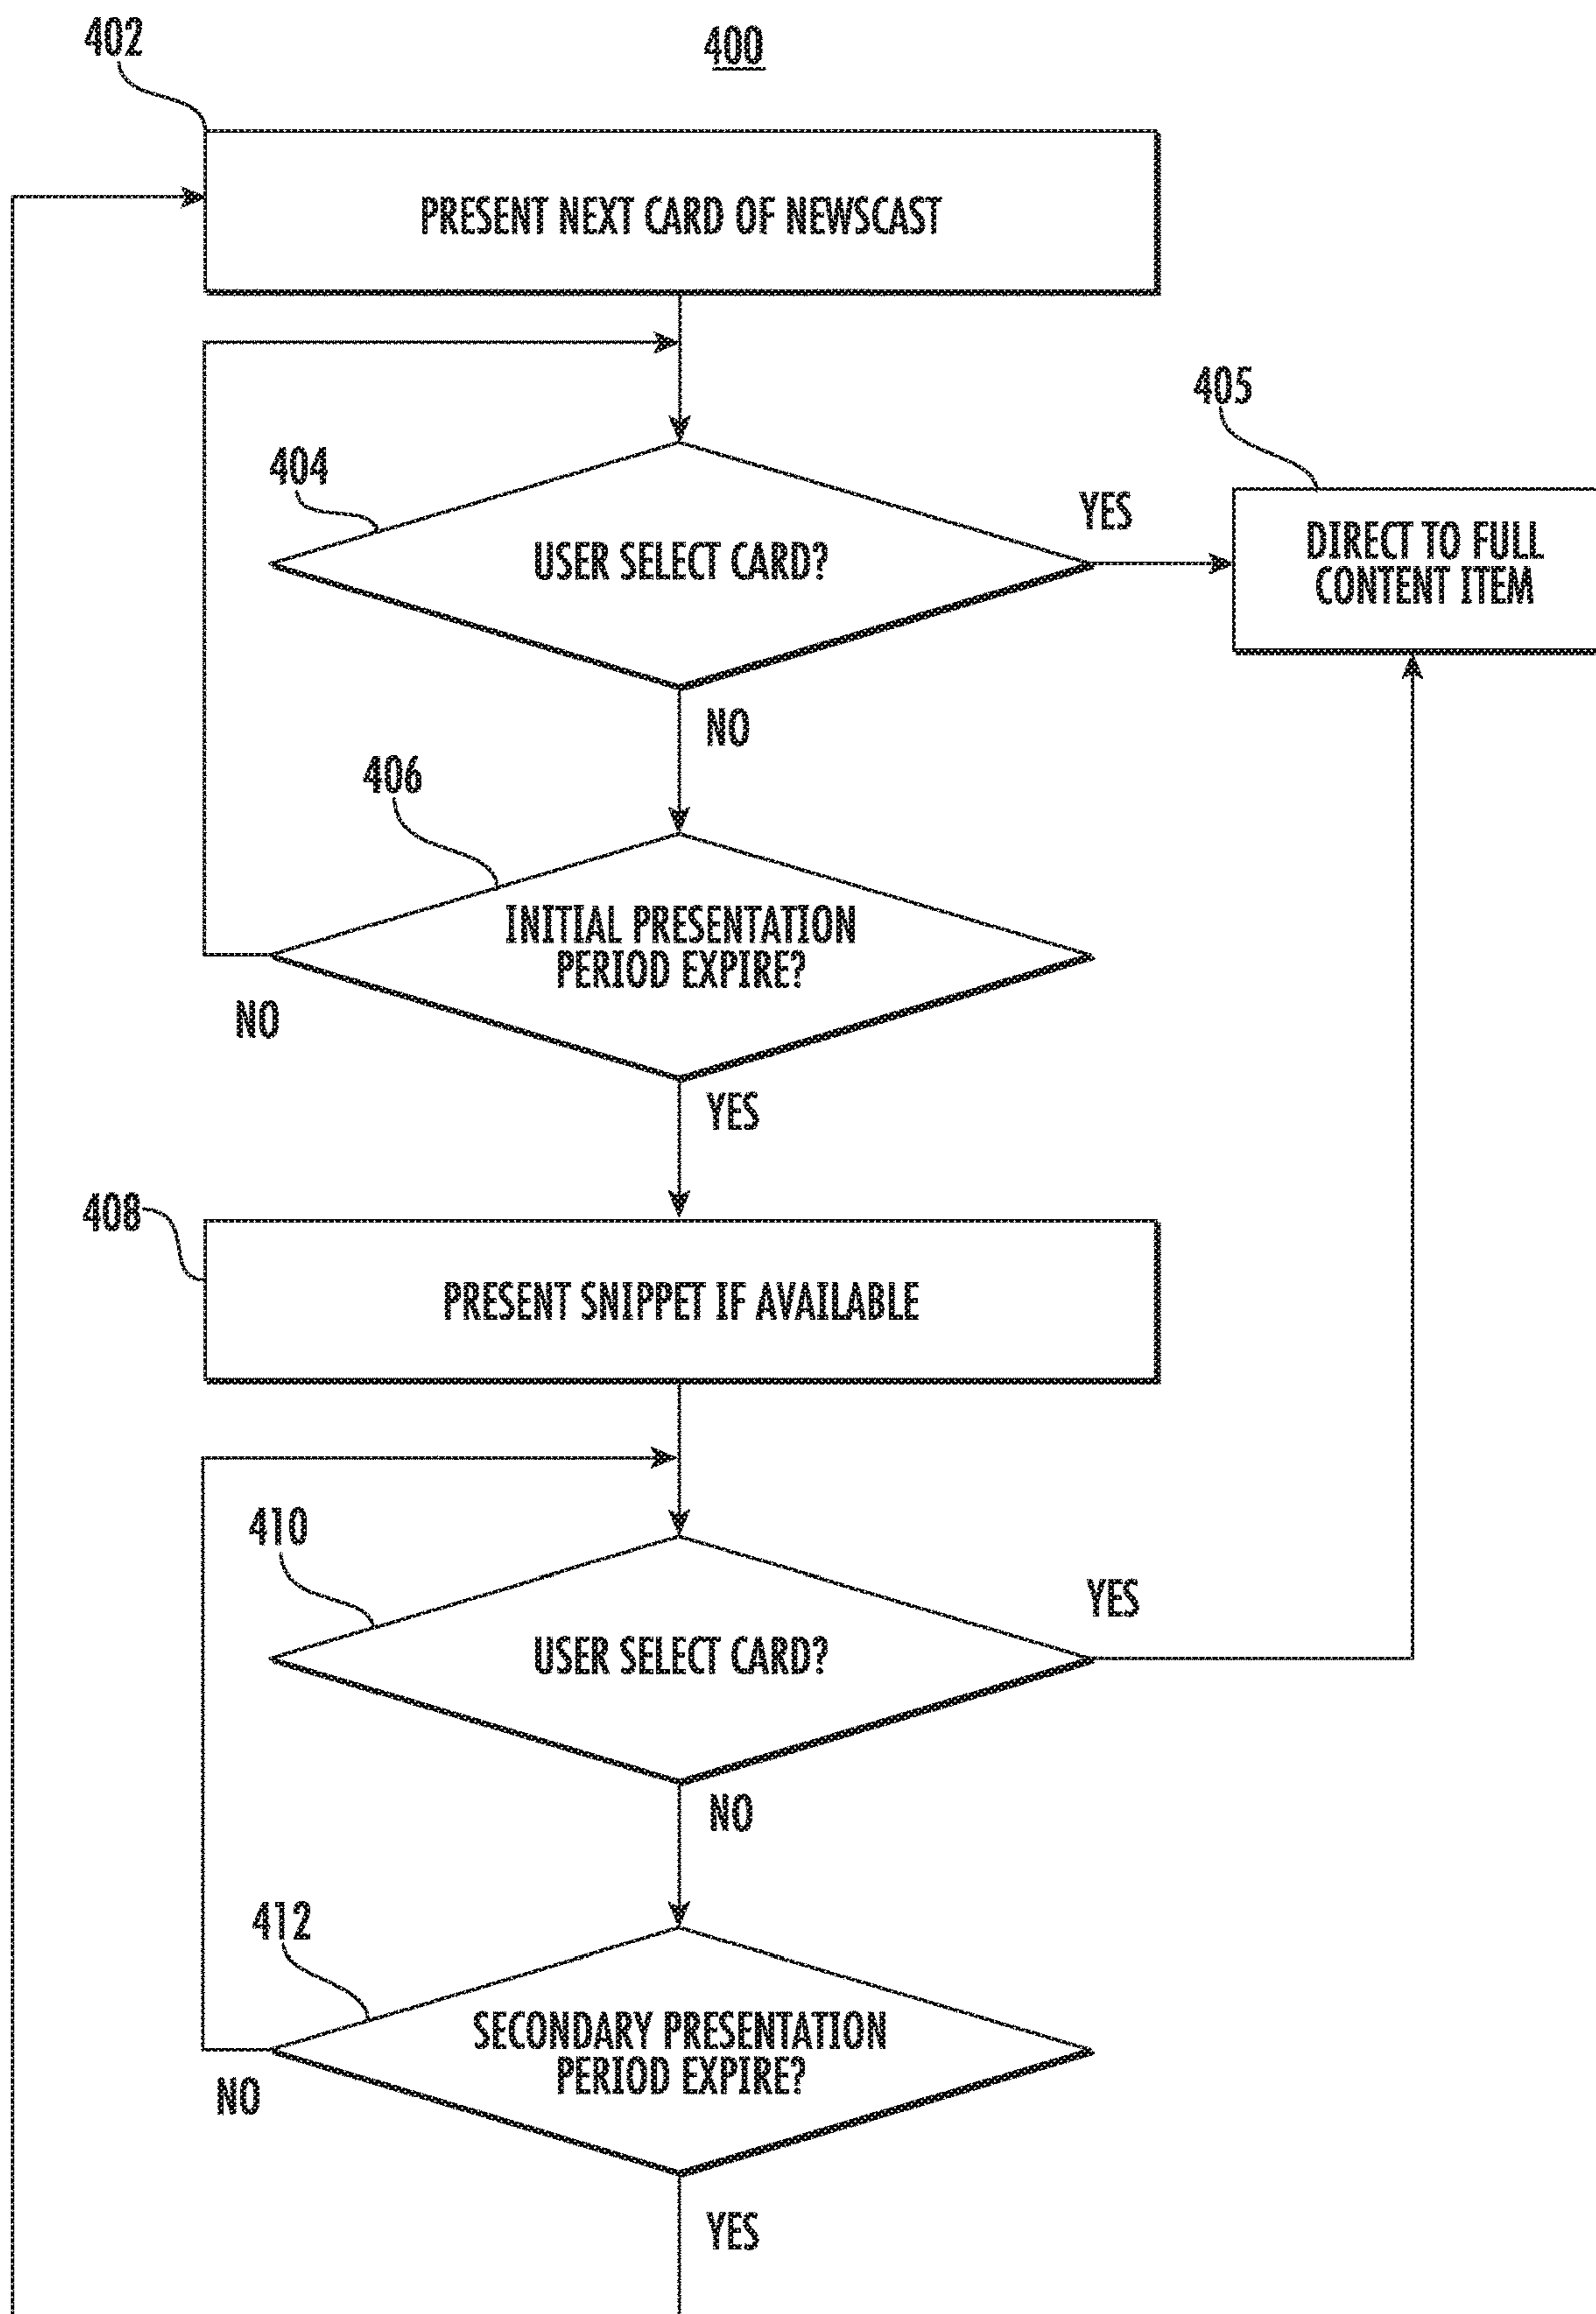 402
400
PRESENT NEXT CARD OF NEWSCAST
405
404
YES
USER SELECT CARD?
DIRECT TO FULL
CONTENT ITEM
NO
406
INITIAL PRESENTATION
PERIOD EXPIRE?
NO
YES
408
PRESENT SNIPPET IF AVAILABLE
410
YES
USER SELECT CARD?
NO
412
SECONDARY PRESENTATION
PERIOD EXPIRE?
NO
YES